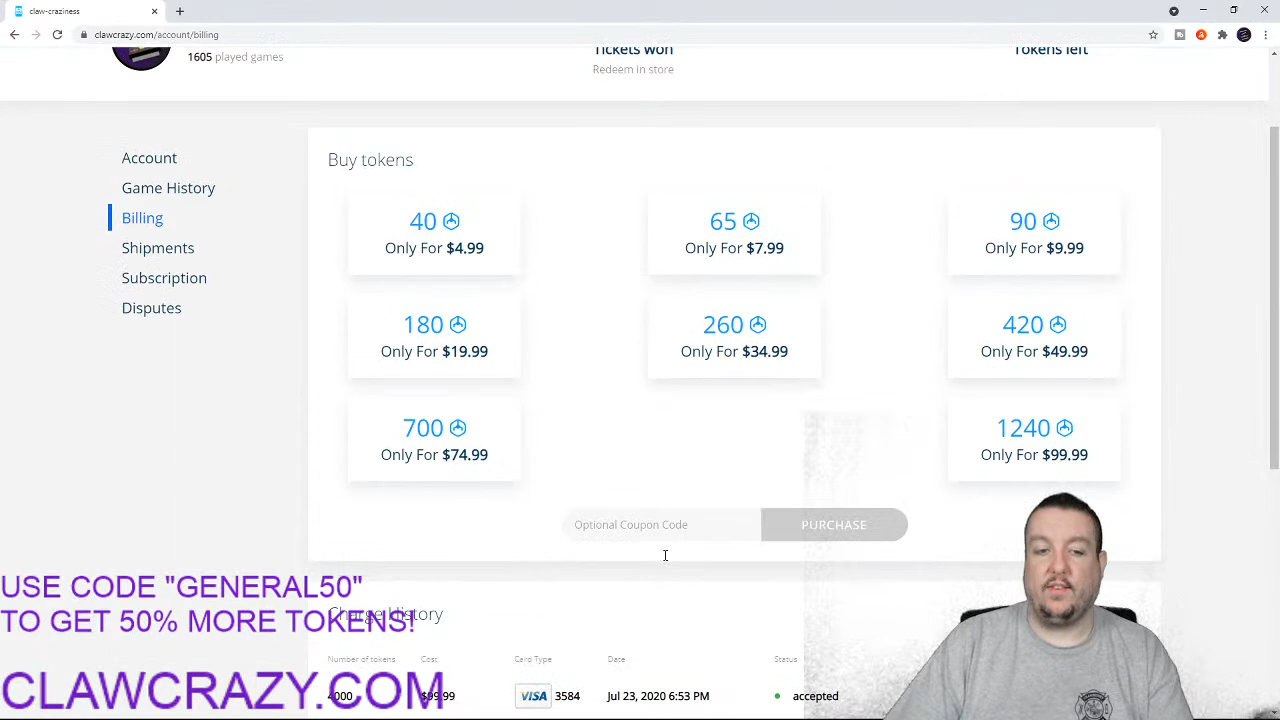 claw-craziness
clawcrazy.com/account/billing
1605 played games
Tickets won
Redeem in store
Tokens left
Account
Game History
Billing
Shipments
Subscription
Disputes
Buy tokens
40
Only For $4.99
65
Only For $7.99
90
Only For $9.99
180
Only For $19.99
260
Only For $34.99
420
Only For $49.99
700
Only For $74.99
1240
Only For $99.99
Optional Coupon Code
PURCHASE
USE CODE "GENERAL50"
TO GET 50% MORE TOKENS!
CLAWCRAZY.COM
Charge History
Number of tokens Cost Card Type Date Status
4000 $99.99 VISA 3584 Jul 23, 2020 6:53 PM accepted